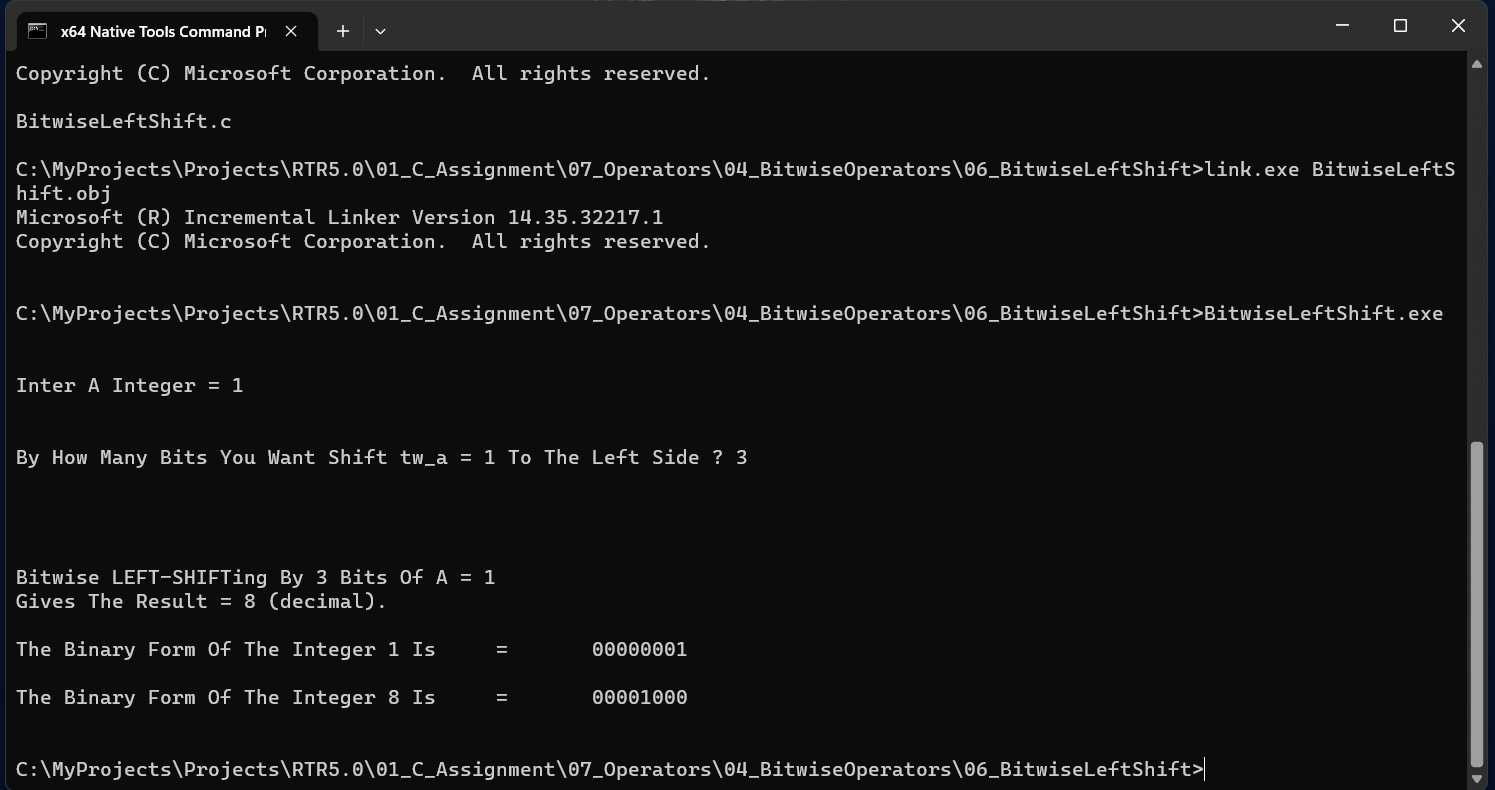 x64 Native Tools Command P
Copyright (C) Microsoft Corporation.  All rights reserved.
BitwiseLeftShift.c
C:\MyProjects\Projects\RTR5.0\01_C_Assignment\07_Operators\04_BitwiseOperators\06_BitwiseLeftShift>link.exe BitwiseLeftS
hift.obj
Microsoft (R) Incremental Linker Version 14.35.32217.1
Copyright (C) Microsoft Corporation.  All rights reserved.
C:\MyProjects\Projects\RTR5.0\01_C_Assignment\07_Operators\04_BitwiseOperators\06_BitwiseLeftShift>BitwiseLeftShift.exe
Inter A Integer = 1
By How Many Bits You Want Shift tw_a = 1 To The Left Side ? 3
Bitwise LEFT-SHIFTing By 3 Bits Of A = 1
Gives The Result = 8 (decimal).
The Binary Form Of The Integer 1 Is     =       00000001
The Binary Form Of The Integer 8 Is     =       00001000
C:\MyProjects\Projects\RTR5.0\01_C_Assignment\07_Operators\04_BitwiseOperators\06_BitwiseLeftShift>